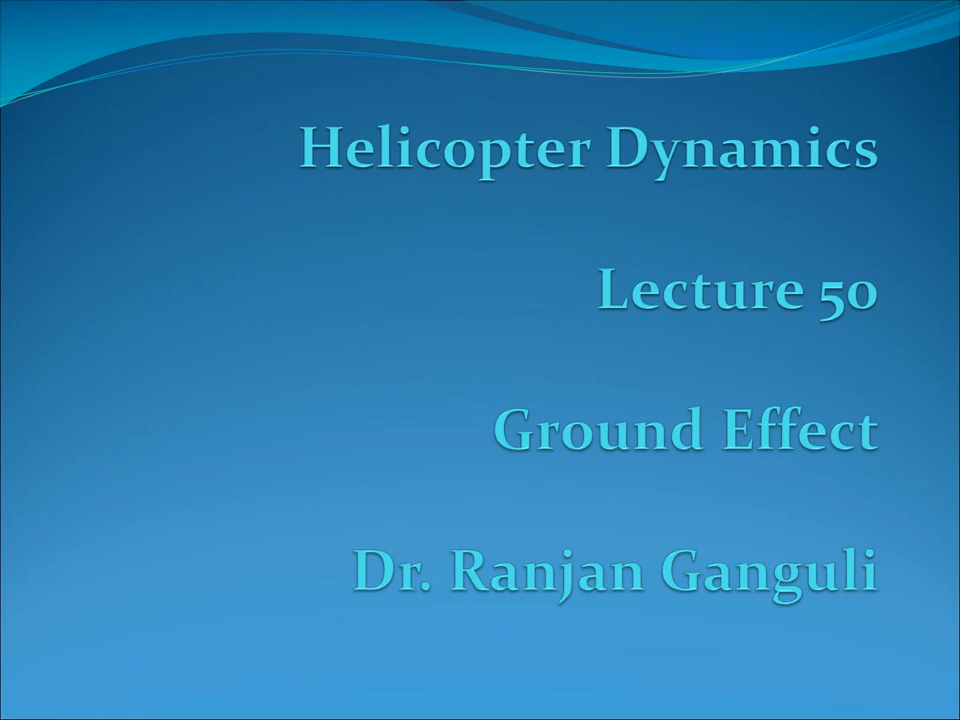 Helicopter Dynamics
Lecture 50
Ground Effect
Dr. Ranjan Ganguli